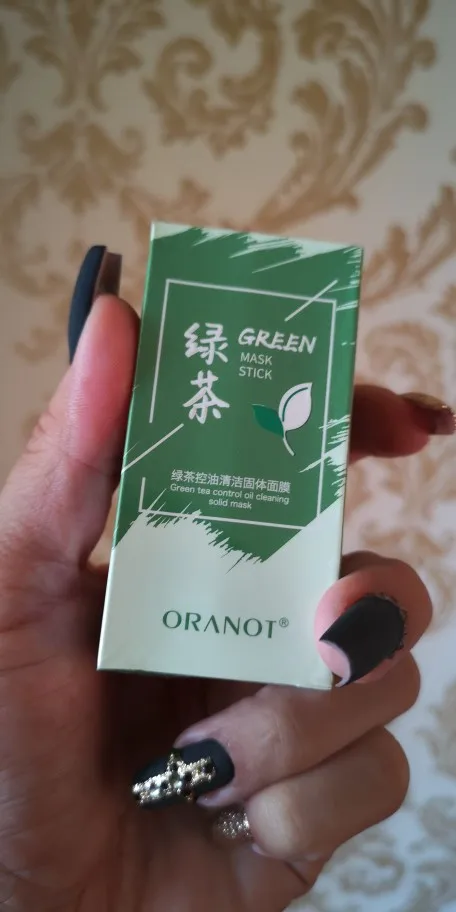 绿茶
GREEN
MASK
STICK
绿茶控油清洁固体面膜
Green tea control oil cleaning
solid mask
ORANOT®